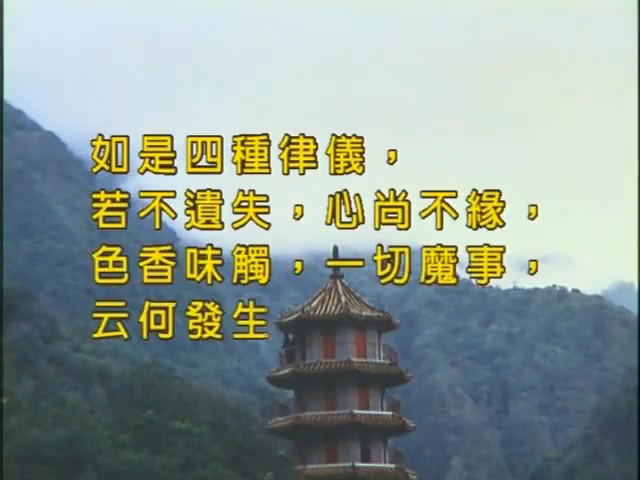 如是四種律儀，
若不遺失，心尚不緣，
色香味觸，一切魔事，
云何發生